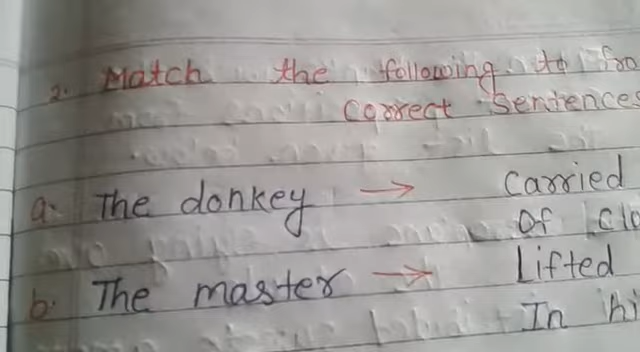 2. Match the following to
correct Sentences
a. The donkey → Carried
Of
b. The master → Lifted
In